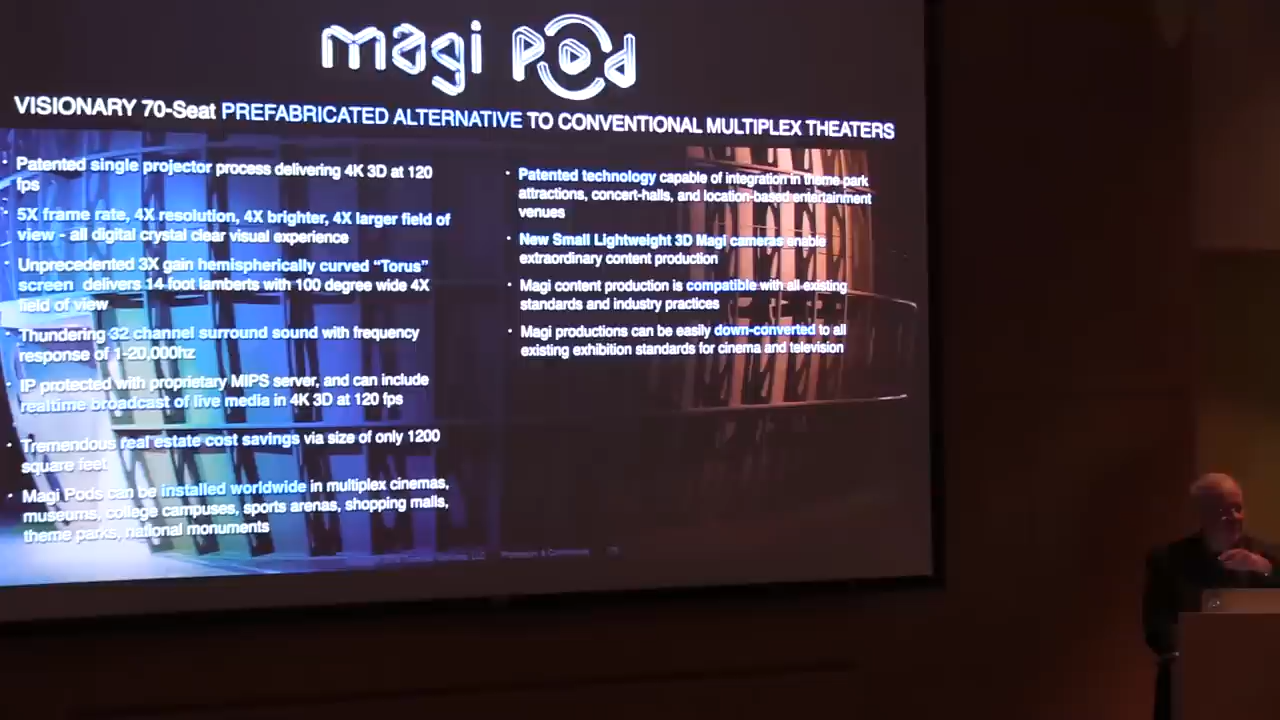 magi Pod
VISIONARY 70-Seat PREFABRICATED ALTERNATIVE TO CONVENTIONAL MULTIPLEX THEATERS
• Patented single projector process delivering 4K 3D at 120
fps
• 5X frame rate, 4X resolution, 4X brighter, 4X larger field of
view - all digital crystal clear visual experience
• Unprecedented 3X gain hemispherically curved “Torus”
screen delivers 14 foot lamberts with 100 degree wide 4X
field of view
• Thundering 32 channel surround sound with frequency
response of 1-20,000hz
• IP protected with proprietary MIPS server, and can include
realtime broadcast of live media in 4K 3D at 120 fps
• Tremendous real estate cost savings via size of only 1200
square feet
• Magi Pods can be installed worldwide in multiplex cinemas,
museums, college campuses, sports arenas, shopping malls,
theme parks, national monuments
• Patented technology capable of integration in theme park
attractions, concert-halls, and location-based entertainment
venues
• New Small Lightweight 3D Magi cameras enable
extraordinary content production
• Magi content production is compatible with all existing
standards and industry practices
• Magi productions can be easily down-converted to all
existing exhibition standards for cinema and television